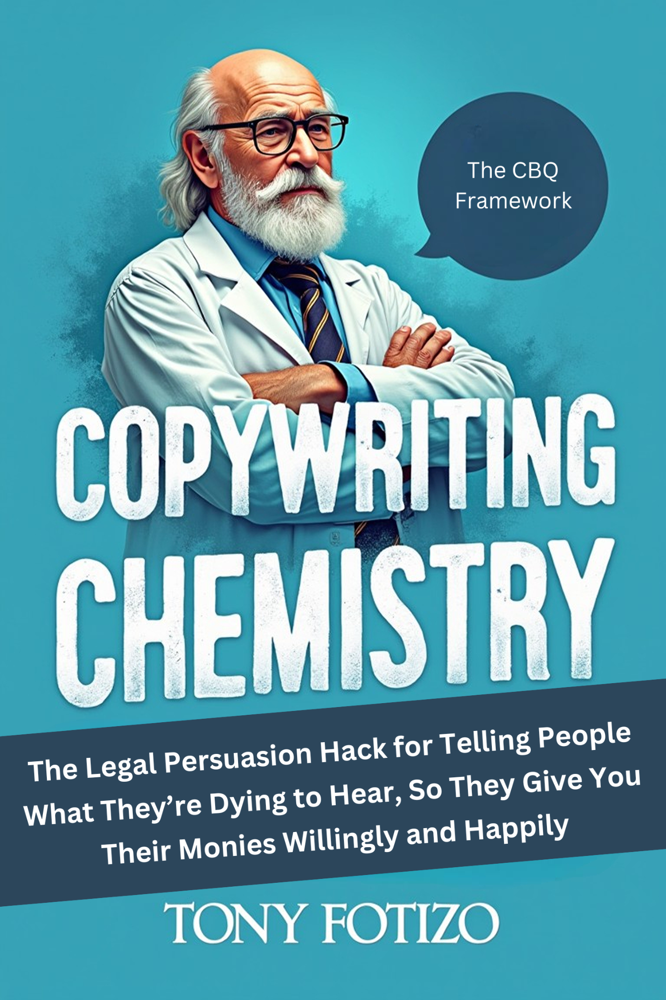 The CBQ
Framework
COPYWRITING
CHEMISTRY
The Legal Persuasion Hack for Telling People
What They’re Dying to Hear, So They Give You
Their Monies Willingly and Happily
TONY FOTIZO